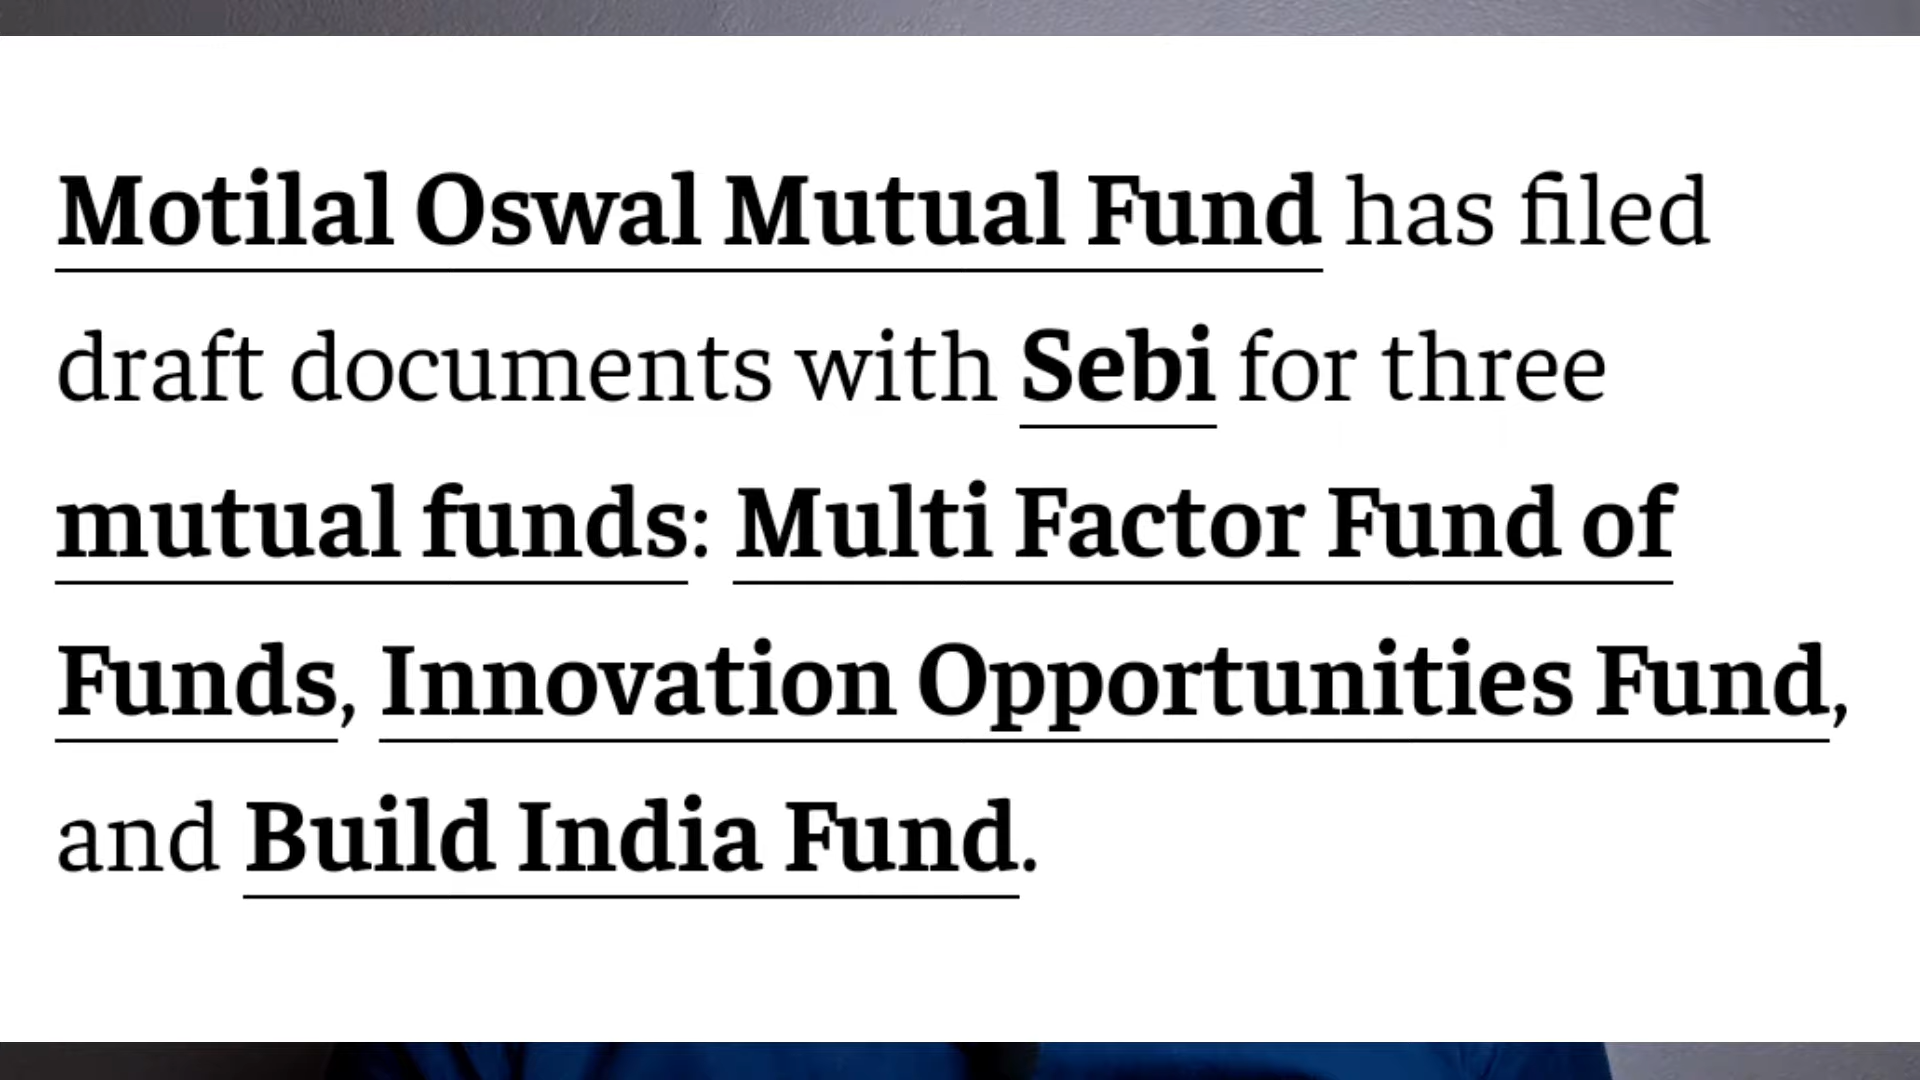 Motilal Oswal Mutual Fund has filed
draft documents with Sebi for three
mutual funds: Multi Factor Fund of
Funds, Innovation Opportunities Fund,
and Build India Fund.